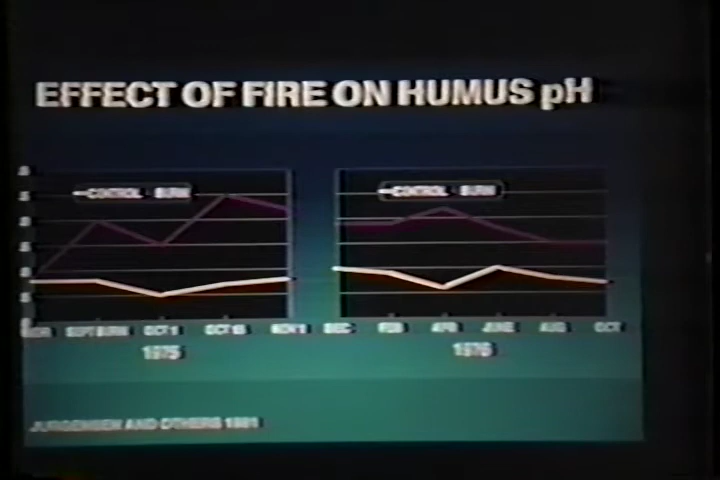 EFFECT OF FIRE ON HUMUS pH
CONTROL BURN
CONTROL BURN
SEPT BURN OCT 1 OCT 15 NOV 1
DEC FEB APR JUNE AUG OCT
1975
1976
JURGENSEN AND OTHERS 1981